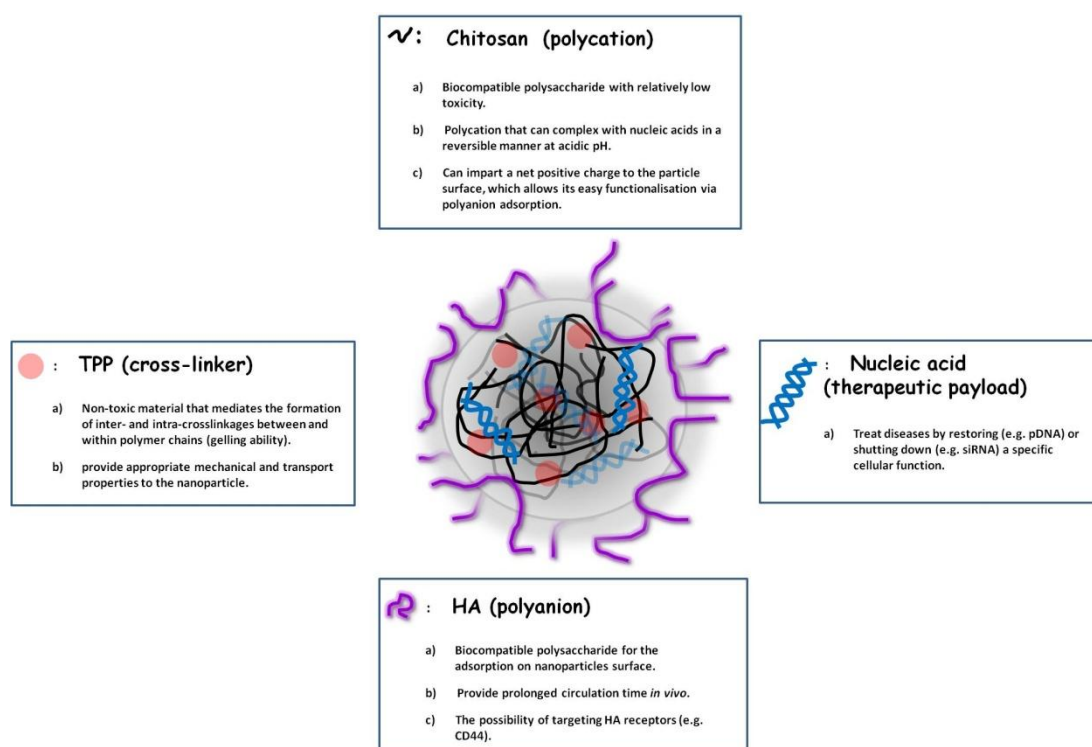 : Chitosan (polycation)
a) Biocompatible polysaccharide with relatively low
toxicity.
b) Polycation that can complex with nucleic acids in a
reversible manner at acidic pH.
c) Can impart a net positive charge to the particle
surface, which allows its easy functionalisation via
polyanion adsorption.
: TPP (cross-linker)
a) Non-toxic material that mediates the formation
of inter- and intra-crosslinkages between and
within polymer chains (gelling ability).
b) provide appropriate mechanical and transport
properties to the nanoparticle.
: Nucleic acid
(therapeutic payload)
a) Treat diseases by restoring (e.g. pDNA) or
shutting down (e.g. siRNA) a specific
cellular function.
: HA (polyanion)
a) Biocompatible polysaccharide for the
adsorption on nanoparticles surface.
b) Provide prolonged circulation time in vivo.
c) The possibility of targeting HA receptors (e.g.
CD44).